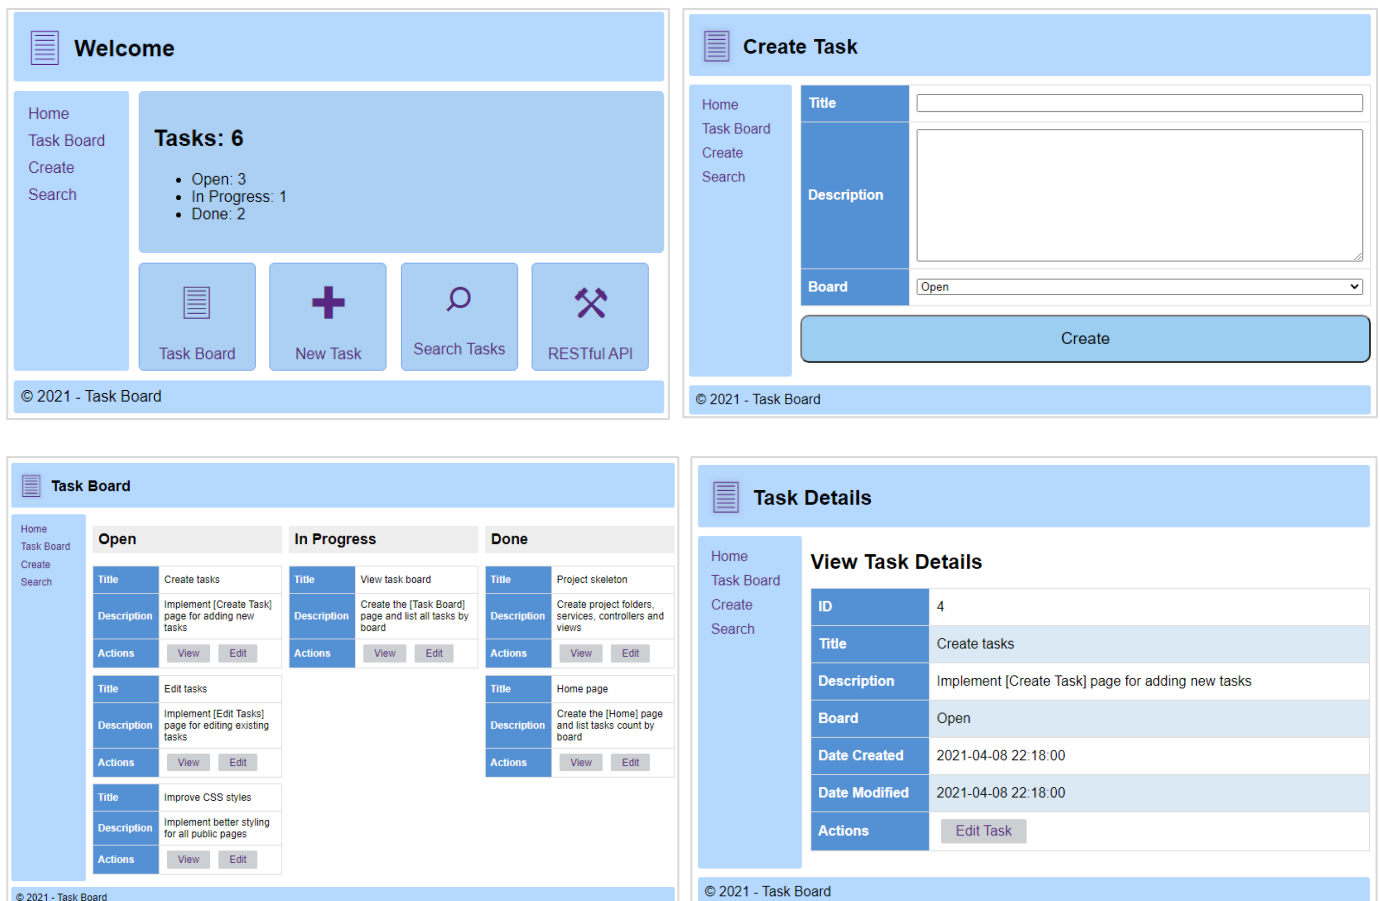 Welcome
Home
Task Board
Create
Search
Tasks: 6
Open: 3
In Progress: 1
Done: 2
Task Board
New Task
Search Tasks
RESTful API
© 2021 - Task Board
Create Task
Home
Task Board
Create
Search
Title
Description
Board
Open
Create
© 2021 - Task Board
Task Board
Home
Task Board
Create
Search
Open
Title
Create tasks
Description
Implement [Create Task]
page for adding new
tasks
Actions
View
Edit
Title
Edit tasks
Description
Implement [Edit Tasks]
page for editing existing
tasks
Actions
View
Edit
Title
Improve CSS styles
Description
Implement better styling
for all public pages
Actions
View
Edit
In Progress
Title
View task board
Description
Create the [Task Board]
page and list all tasks by
board
Actions
View
Edit
Done
Title
Project skeleton
Description
Create project folders,
services, controllers and
views
Actions
View
Edit
Title
Home page
Description
Create the [Home] page
and list tasks count by
board
Actions
View
Edit
© 2021 - Task Board
Task Details
Home
Task Board
Create
Search
View Task Details
ID
4
Title
Create tasks
Description
Implement [Create Task] page for adding new tasks
Board
Open
Date Created
2021-04-08 22:18:00
Date Modified
2021-04-08 22:18:00
Actions
Edit Task
© 2021 - Task Board